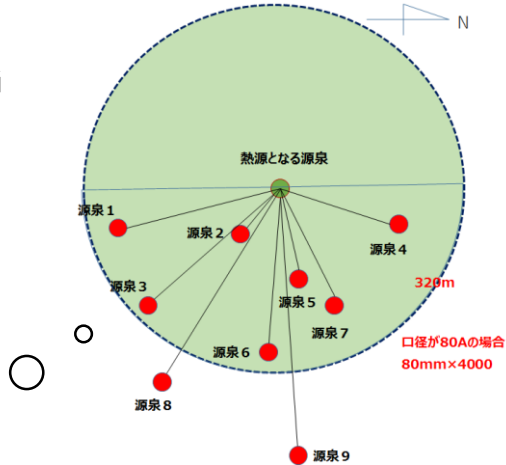 N
熱源となる源泉
源泉１
源泉２
源泉４
源泉３
320m
源泉５
源泉７
口径が80Aの場合
80mm×4000
源泉６
源泉８
源泉９